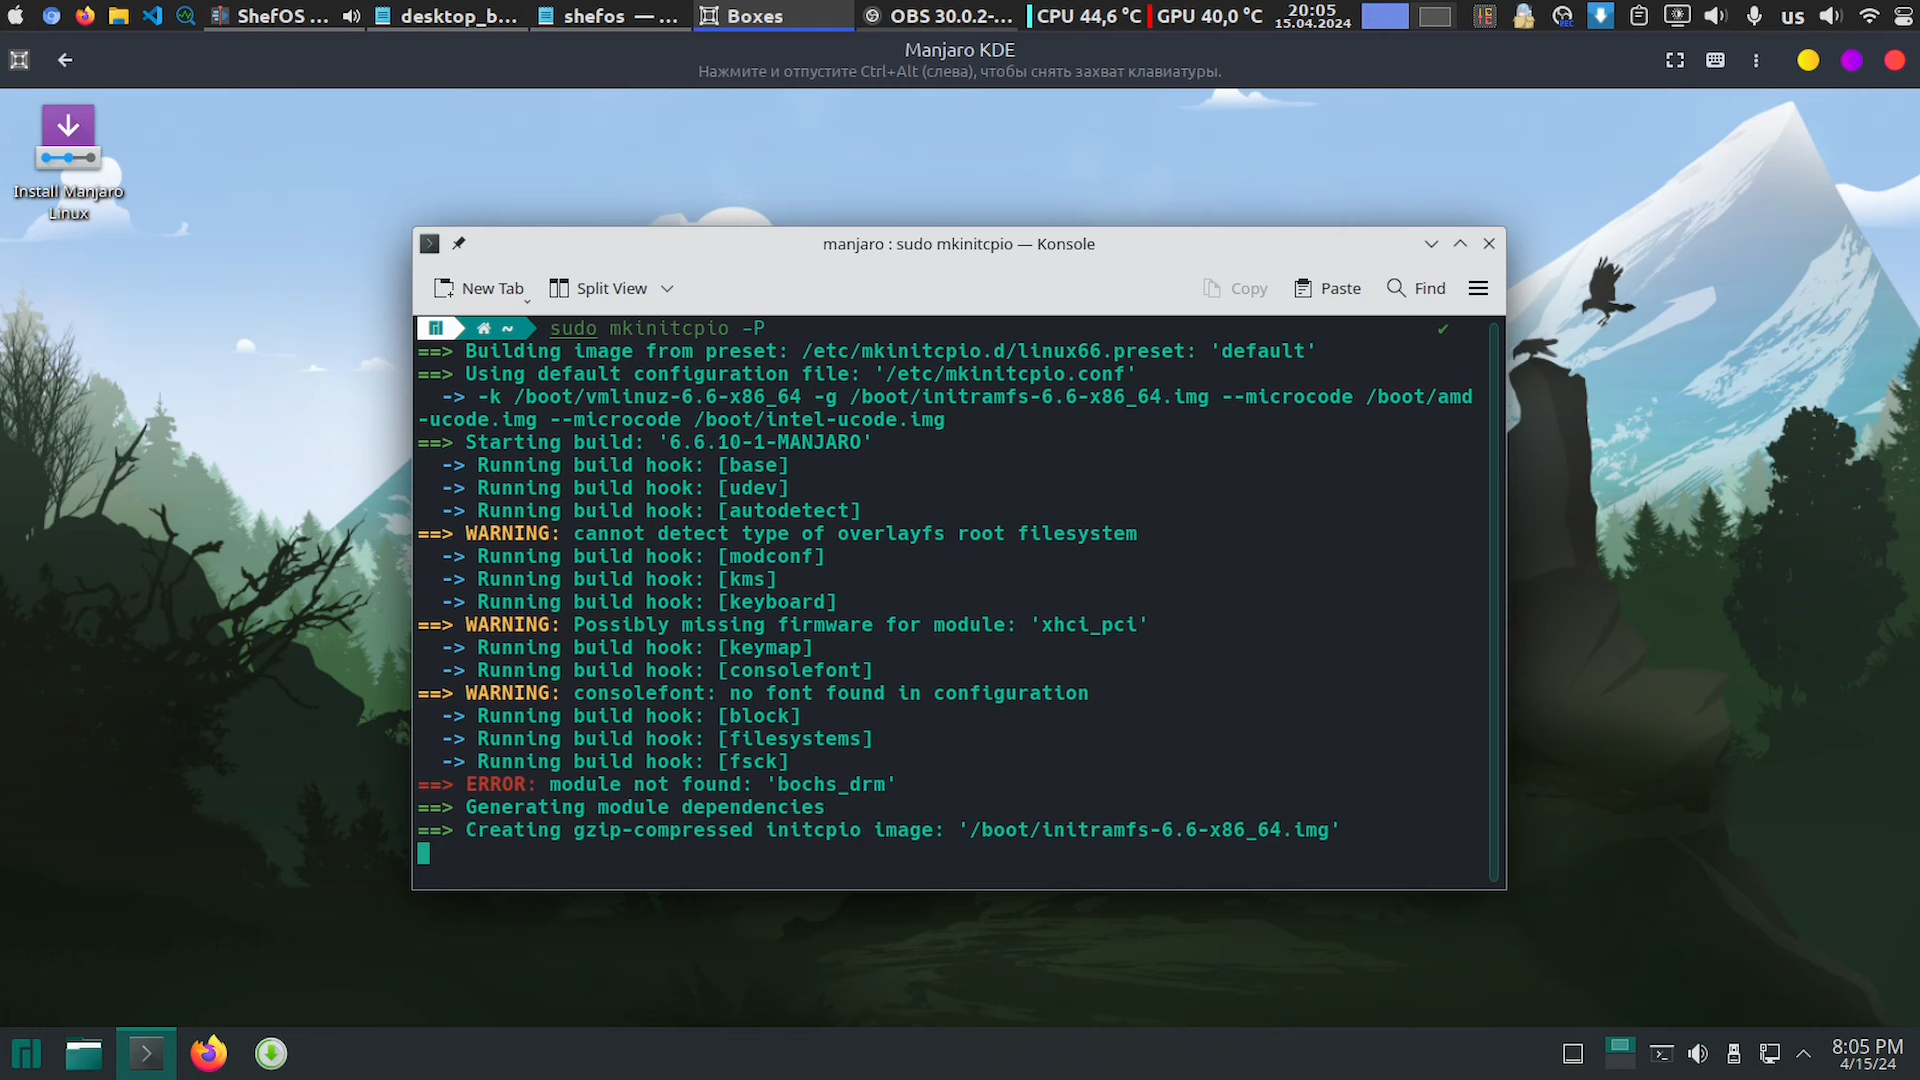 ShefOS ...
desktop_b...
shefos — ...
Boxes
OBS 30.0.2-...
CPU 44,6 °C
GPU 40,0 °C
20:05
15.04.2024
REC
us
Manjaro KDE
Нажмите и отпустите Ctrl+Alt (слева), чтобы снять захват клавиатуры.
Install Manjaro
Linux
manjaro : sudo mkinitcpio — Konsole
New Tab
Split View
Copy
Paste
Find
~ sudo mkinitcpio -P ✔
==> Building image from preset: /etc/mkinitcpio.d/linux66.preset: 'default'
==> Using default configuration file: '/etc/mkinitcpio.conf'
-> -k /boot/vmlinuz-6.6-x86_64 -g /boot/initramfs-6.6-x86_64.img --microcode /boot/amd
-ucode.img --microcode /boot/intel-ucode.img
==> Starting build: '6.6.10-1-MANJARO'
-> Running build hook: [base]
-> Running build hook: [udev]
-> Running build hook: [autodetect]
==> WARNING: cannot detect type of overlayfs root filesystem
-> Running build hook: [modconf]
-> Running build hook: [kms]
-> Running build hook: [keyboard]
==> WARNING: Possibly missing firmware for module: 'xhci_pci'
-> Running build hook: [keymap]
-> Running build hook: [consolefont]
==> WARNING: consolefont: no font found in configuration
-> Running build hook: [block]
-> Running build hook: [filesystems]
-> Running build hook: [fsck]
==> ERROR: module not found: 'bochs_drm'
==> Generating module dependencies
==> Creating gzip-compressed initcpio image: '/boot/initramfs-6.6-x86_64.img'
8:05 PM
4/15/24